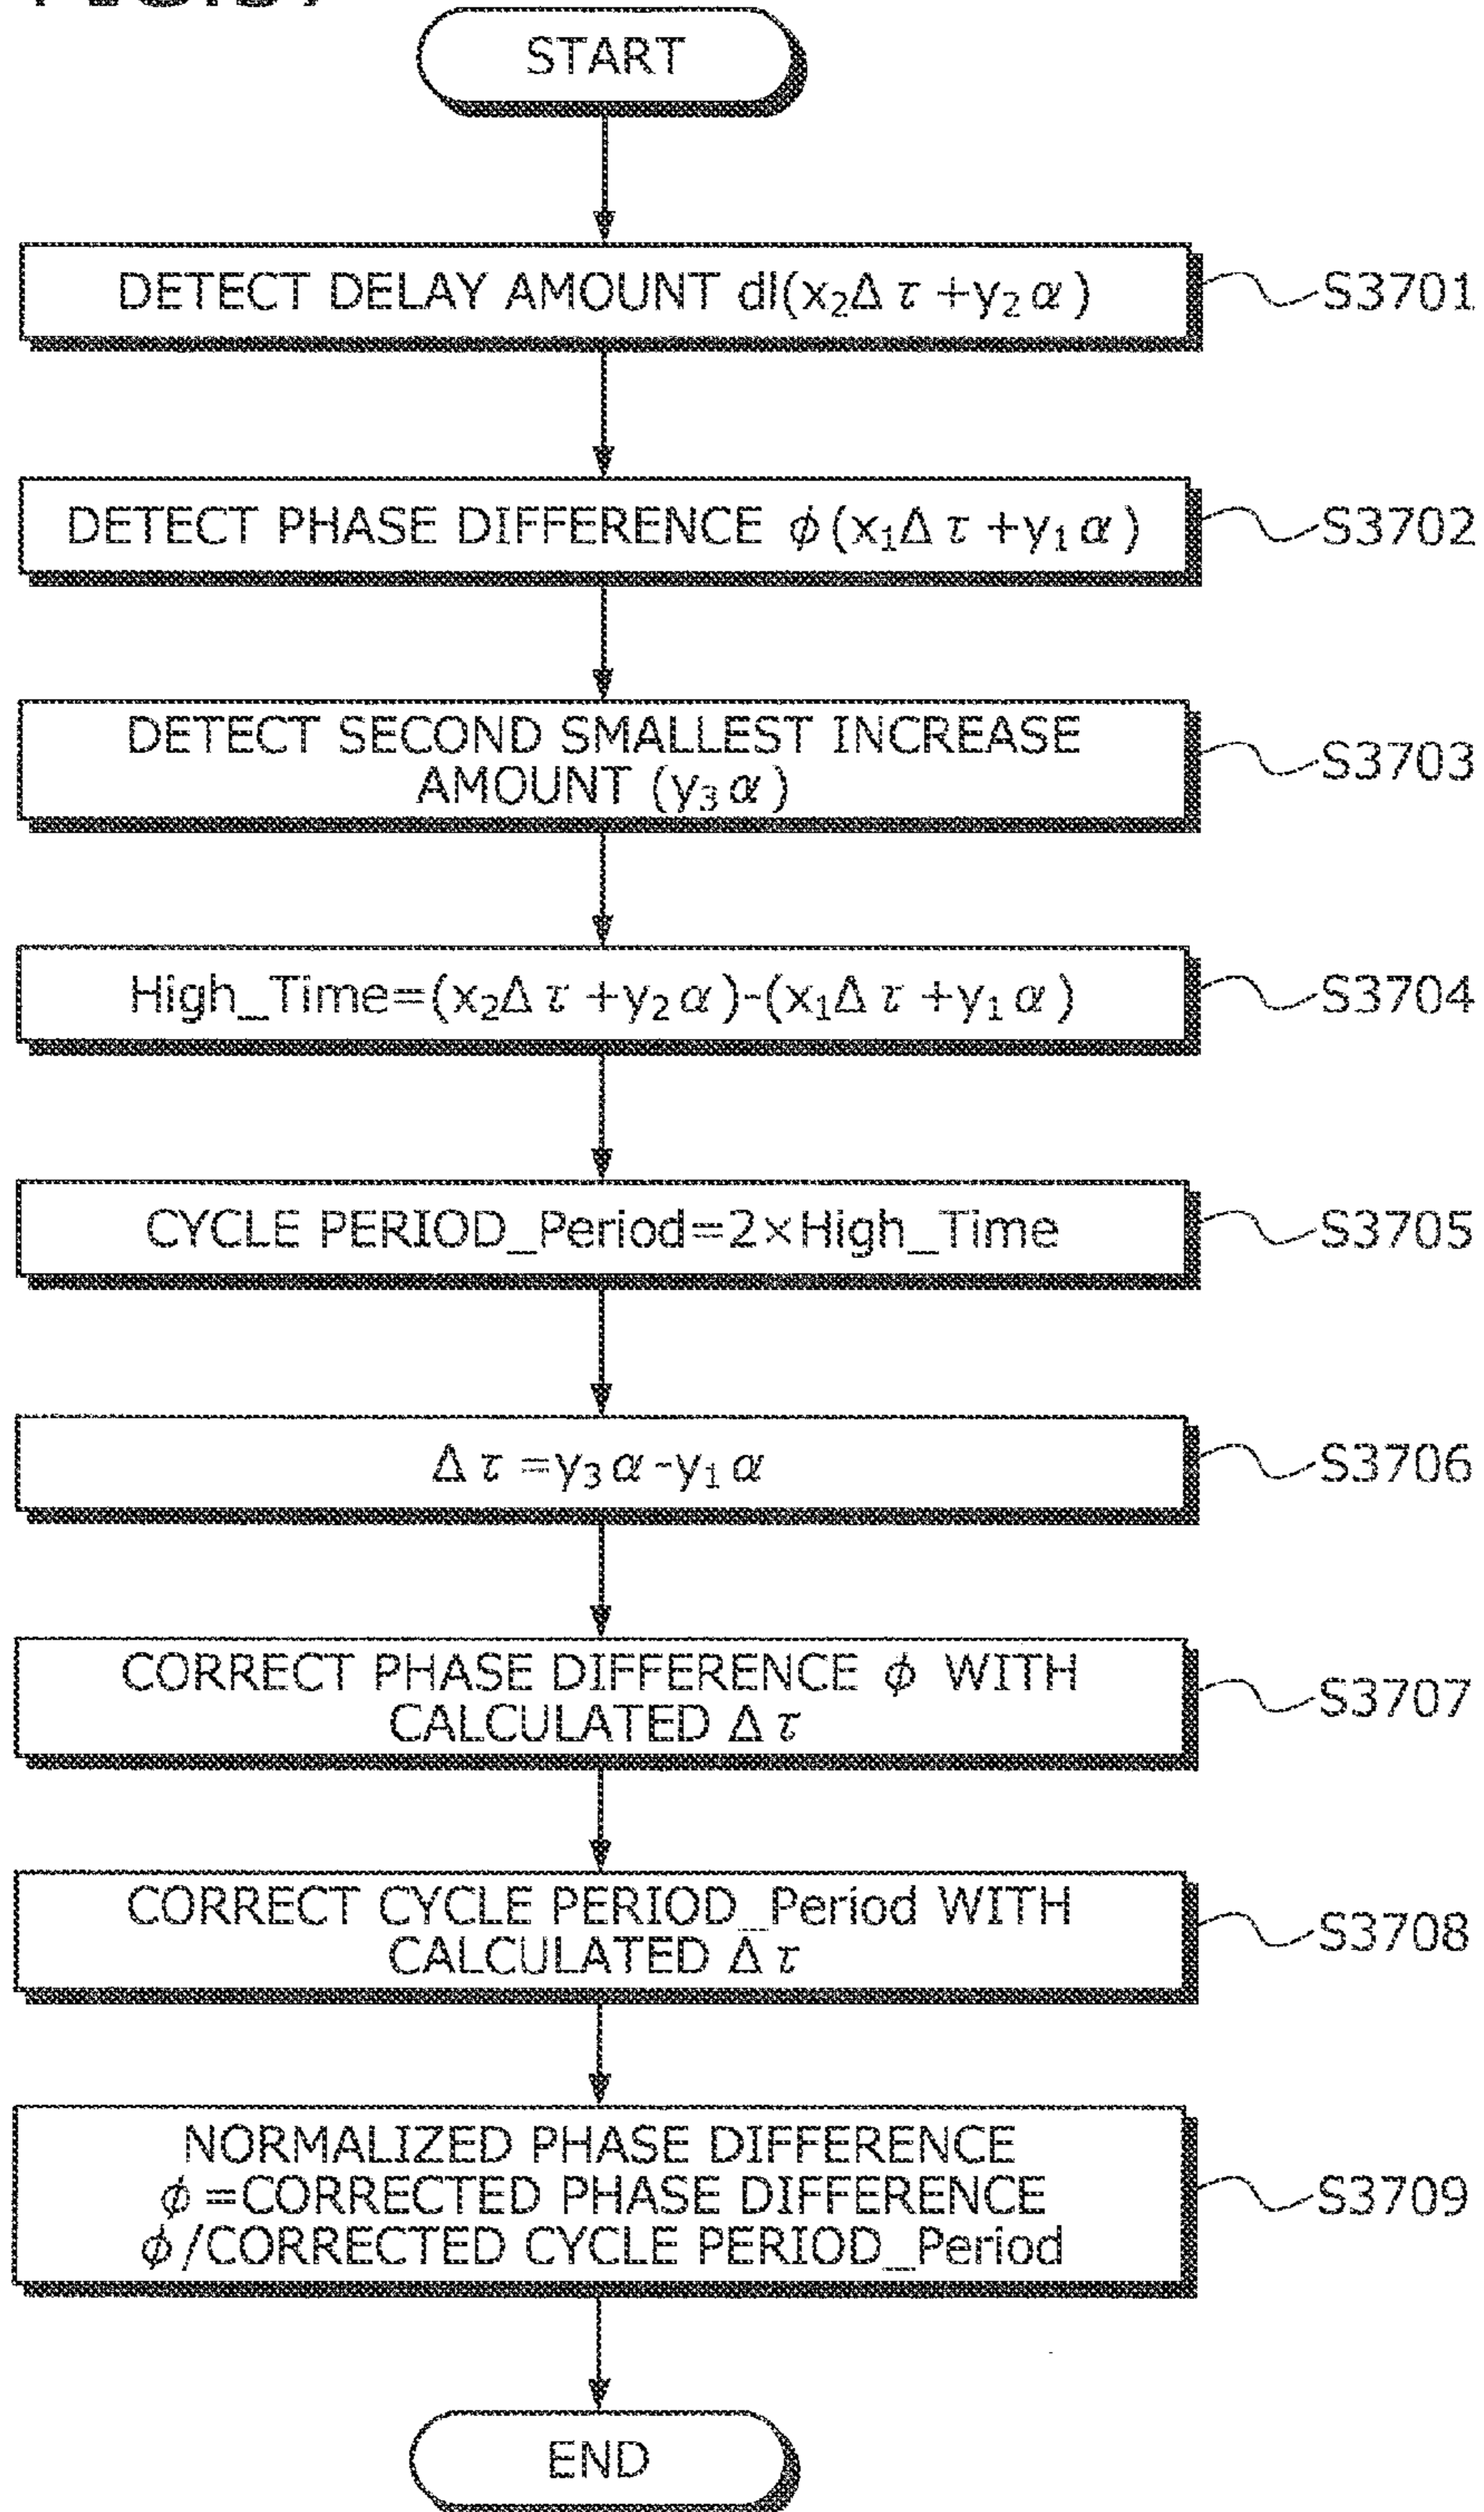 START
DETECT DELAY AMOUNT dl(x₂Δτ+y₂α)
S3701
DETECT PHASE DIFFERENCE ϕ(x₁Δτ+y₁α)
S3702
DETECT SECOND SMALLEST INCREASE
AMOUNT (y₃α)
S3703
High_Time=(x₂Δτ+y₂α)-(x₁Δτ+y₁α)
S3704
CYCLE PERIOD_Period=2×High_Time
S3705
Δτ=y₃α-y₁α
S3706
CORRECT PHASE DIFFERENCE ϕ WITH
CALCULATED Δτ
S3707
CORRECT CYCLE PERIOD_Period WITH
CALCULATED Δτ
S3708
NORMALIZED PHASE DIFFERENCE
ϕ=CORRECTED PHASE DIFFERENCE
ϕ/CORRECTED CYCLE PERIOD_Period
S3709
END